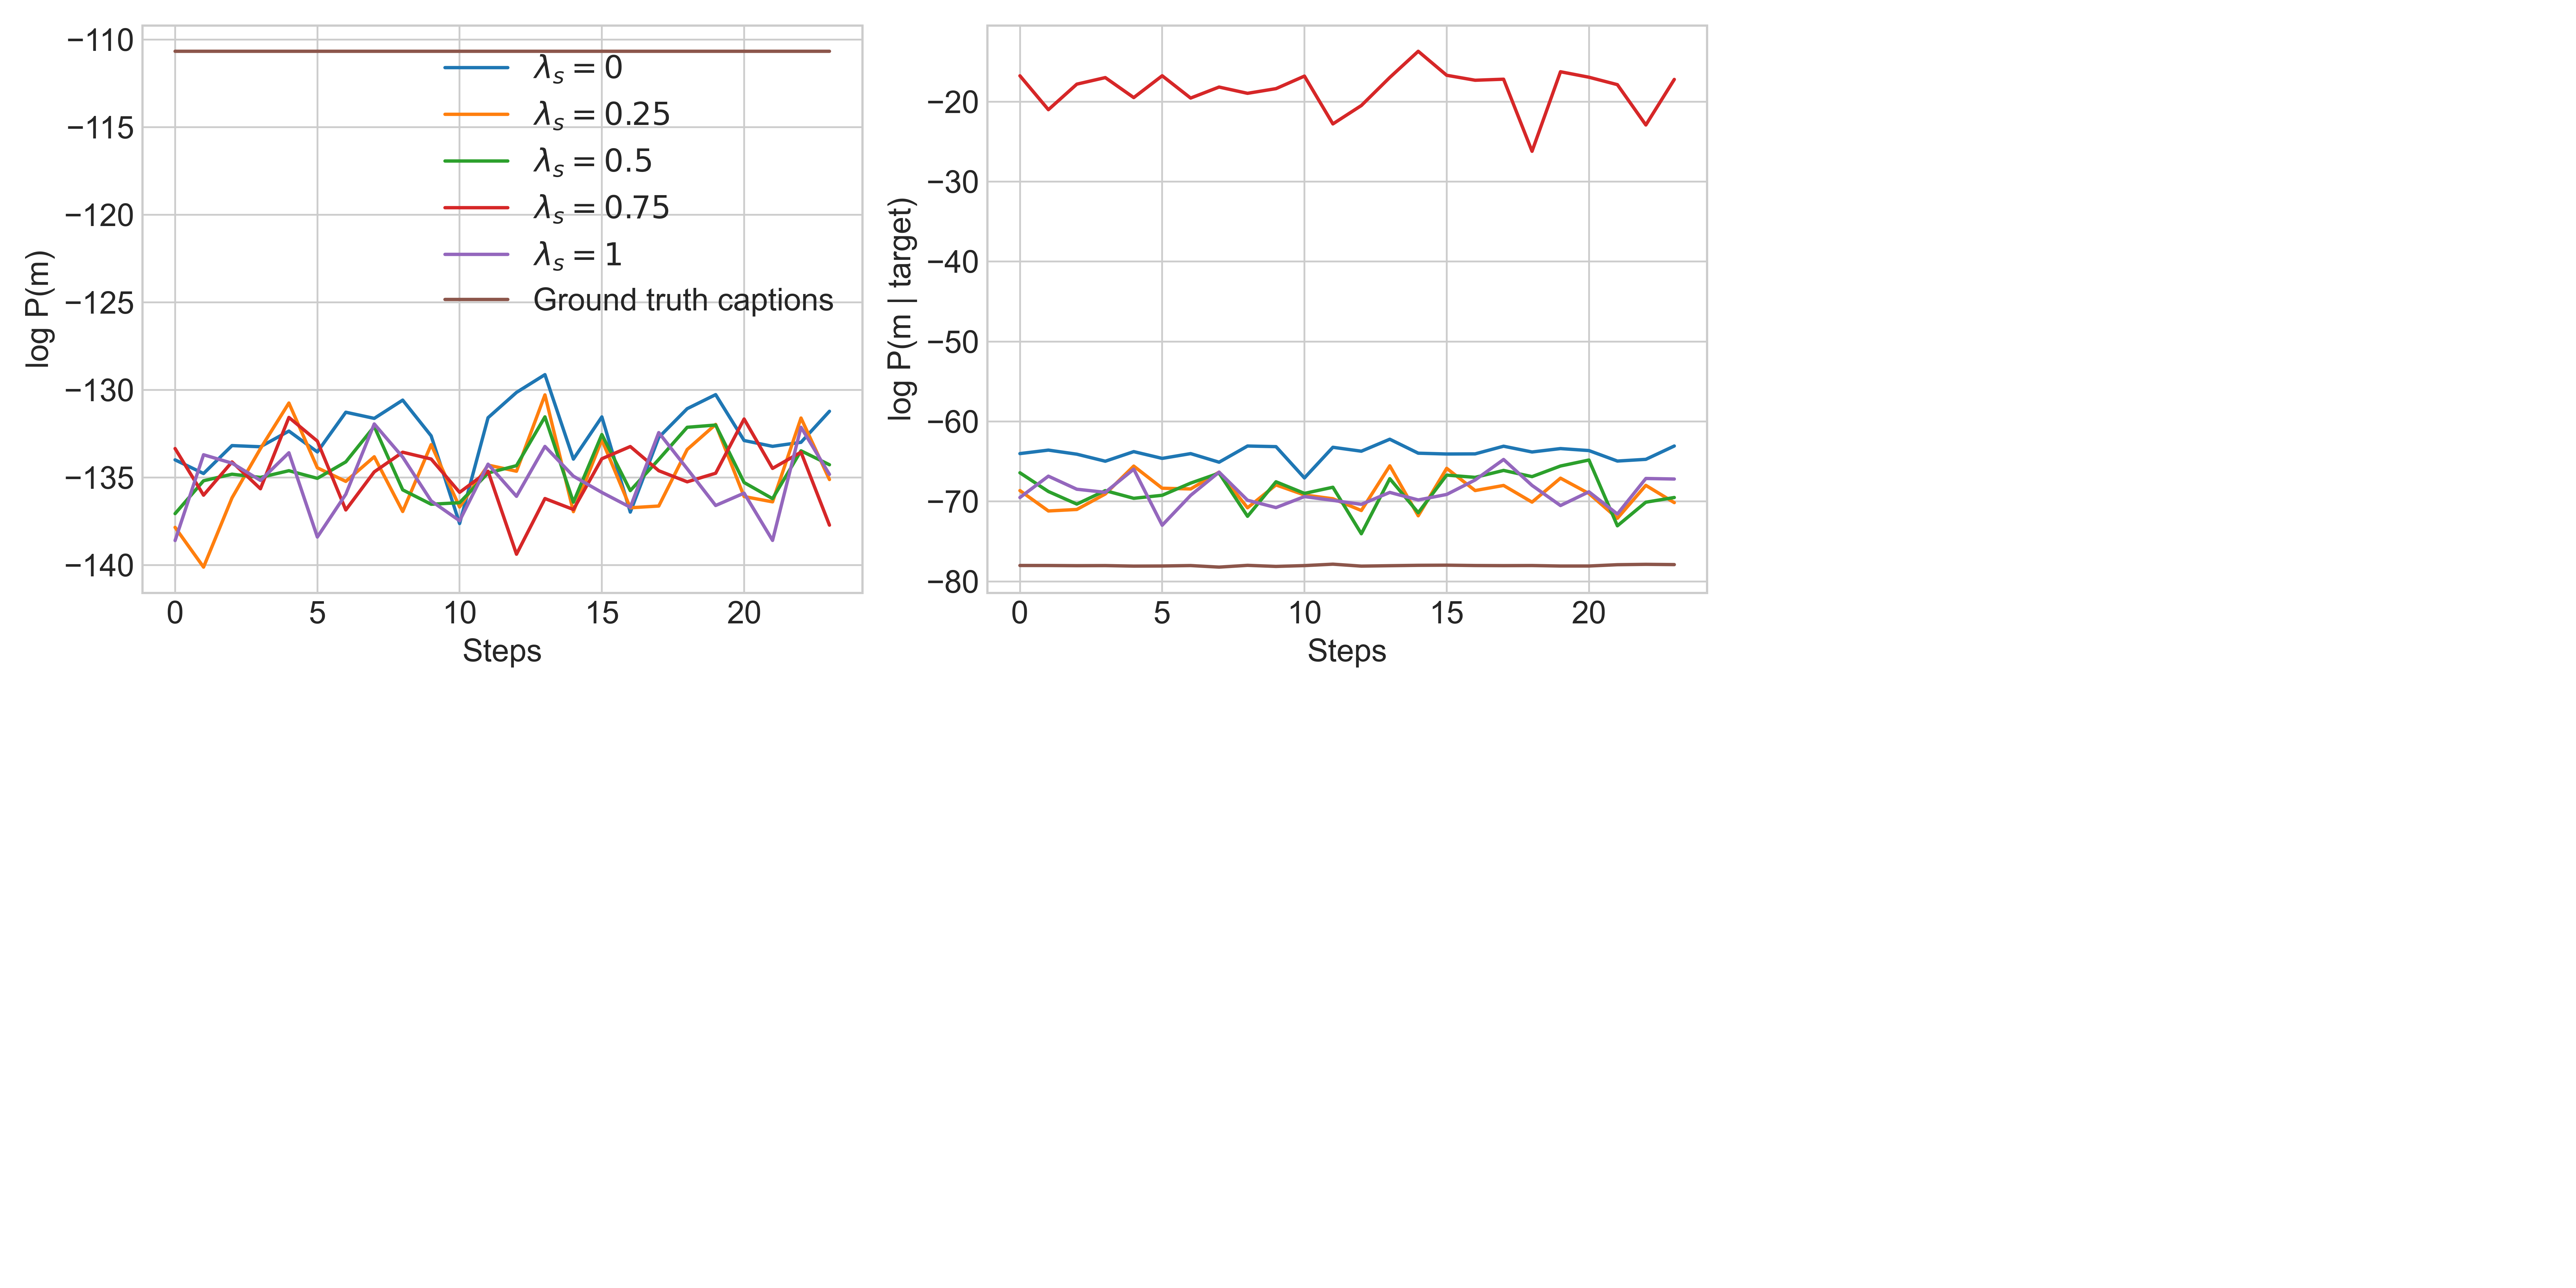 log P(m)
−110
−115
−120
−125
−130
−135
−140
0 5 10 15 20
Steps
λs = 0
λs = 0.25
λs = 0.5
λs = 0.75
λs = 1
Ground truth captions
log P(m | target)
−20
−30
−40
−50
−60
−70
−80
0 5 10 15 20
Steps